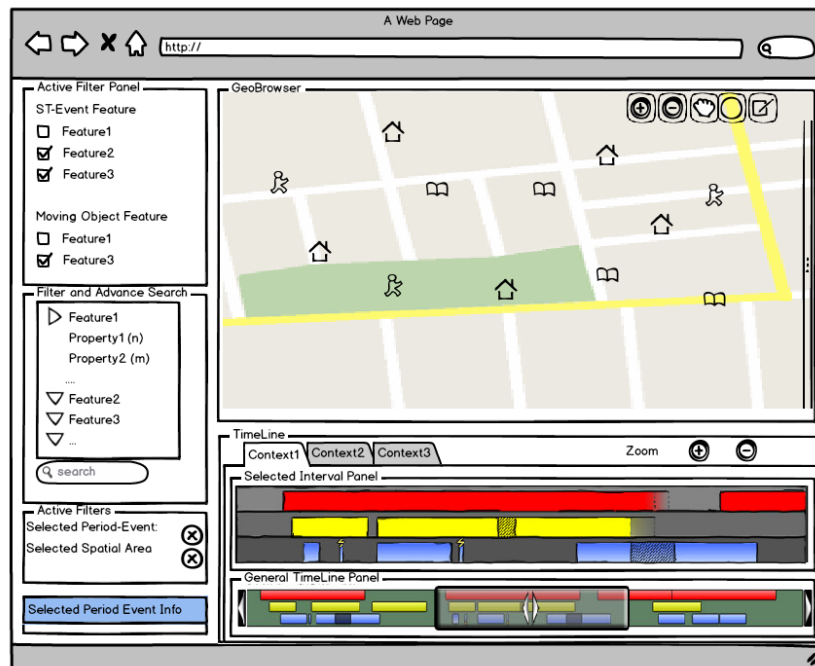 A Web Page
http://
Active Filter Panel
ST-Event Feature
Feature1
Feature2
Feature3
Moving Object Feature
Feature1
Feature3
Filter and Advance Search
Feature1
Property1 (n)
Property2 (m)
....
Feature2
Feature3
...
search
Active Filters
Selected Period-Event:
Selected Spatial Area
Selected Period Event Info
GeoBrowser
TimeLine
Context1
Context2
Context3
Zoom
Selected Interval Panel
General TimeLine Panel